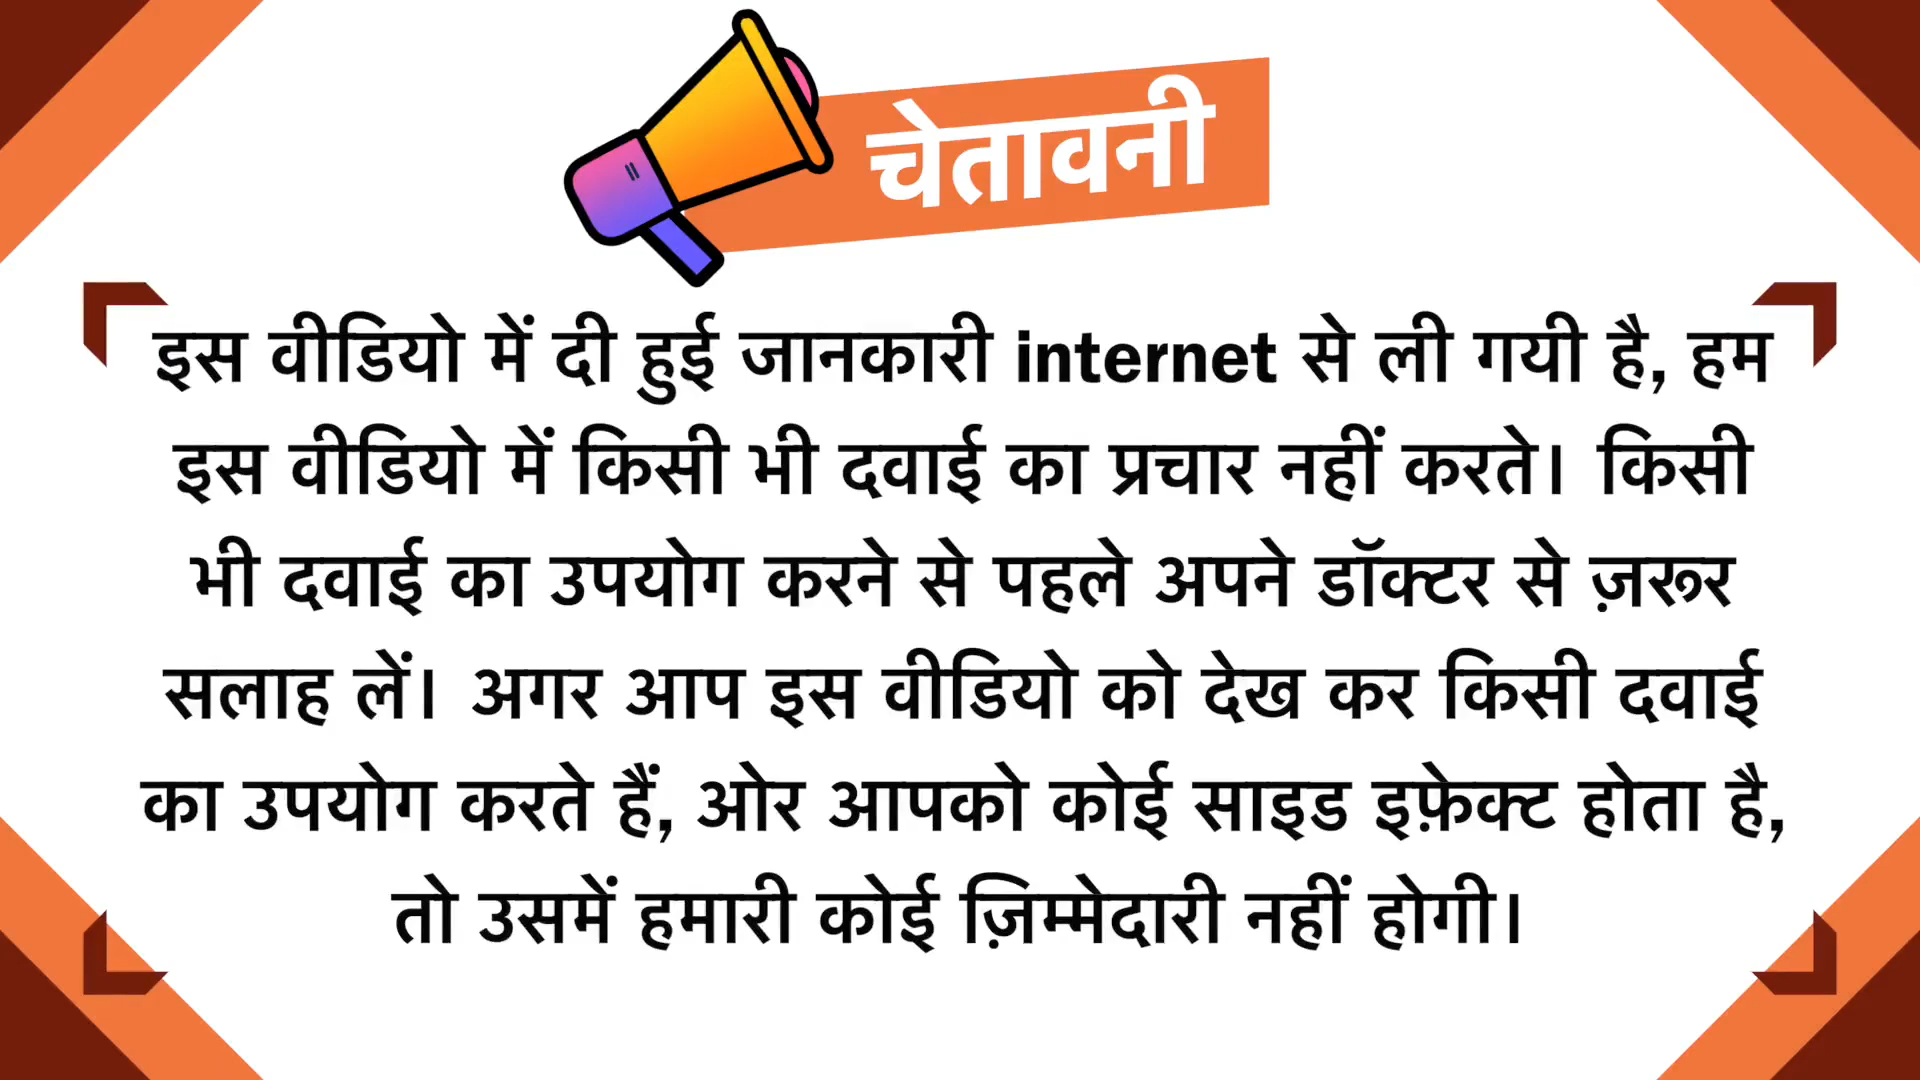 चेतावनी
इस वीडियो में दी हुई जानकारी internet से ली गयी है, हम
इस वीडियो में किसी भी दवाई का प्रचार नहीं करते। किसी
भी दवाई का उपयोग करने से पहले अपने डॉक्टर से ज़रूर
सलाह लें। अगर आप इस वीडियो को देख कर किसी दवाई
का उपयोग करते हैं, ओर आपको कोई साइड इफ़ेक्ट होता है,
तो उसमें हमारी कोई ज़िम्मेदारी नहीं होगी।